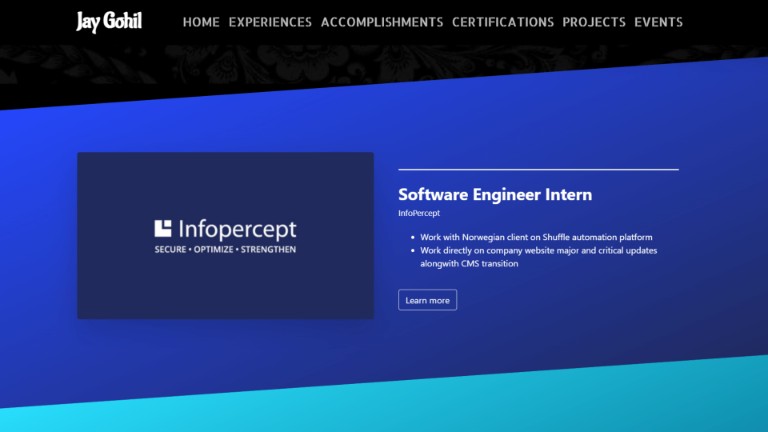 Jay Gohil
HOME EXPERIENCES ACCOMPLISHMENTS CERTIFICATIONS PROJECTS EVENTS
Infopercept
SECURE • OPTIMIZE • STRENGTHEN
Software Engineer Intern
InfoPercept
• Work with Norwegian client on Shuffle automation platform
• Work directly on company website major and critical updates
alongwith CMS transition
Learn more